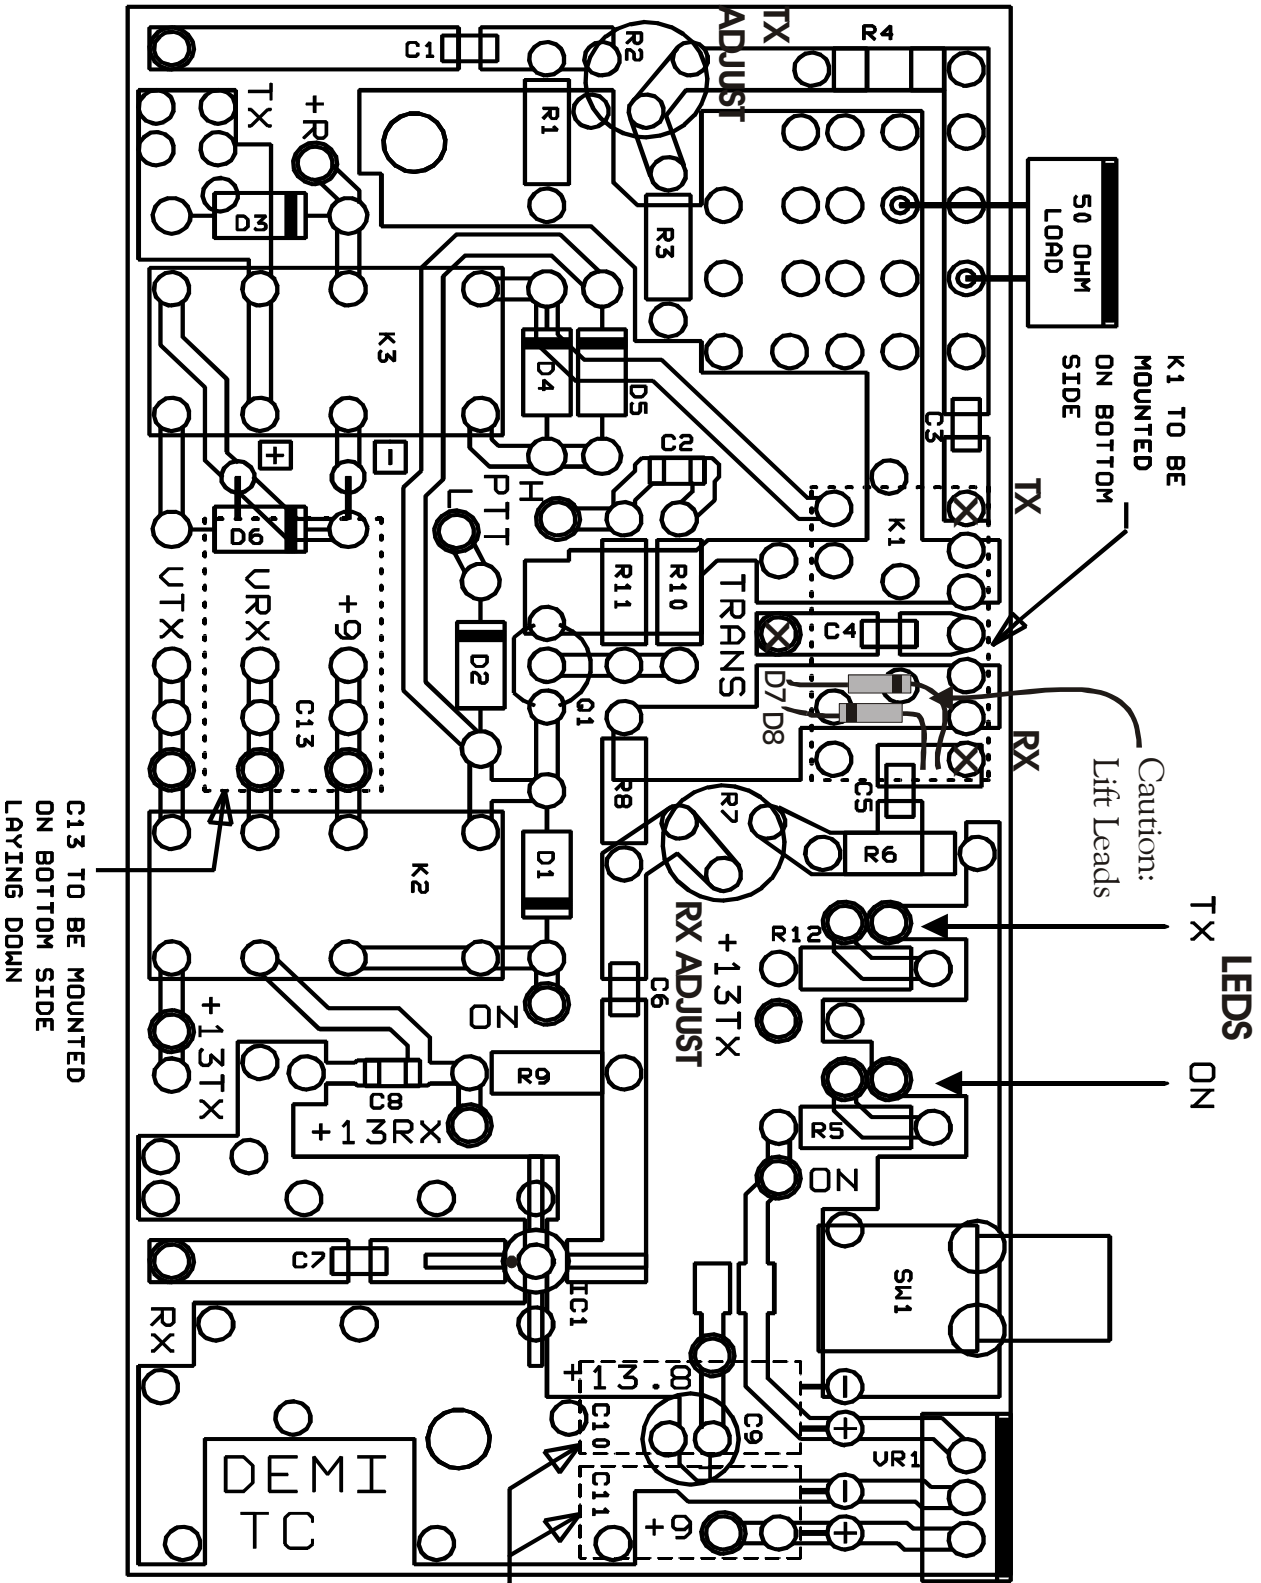 TX
ADJUST
R4
C1
R2
TX
+R
R1
50 OHM
LOAD
D3
R3
K1 TO BE
MOUNTED
ON BOTTOM
SIDE
K3
D4
D5
C3
+
-
C2
TX
L
PTT
H
K1
D6
R11
R10
TRANS
VTX
VRX
+9
C4
D2
D7
D8
C13
Q1
RX
Caution:
Lift Leads
R8
R7
C5
D1
R6
K2
C13 TO BE MOUNTED
ON BOTTOM SIDE
LAYING DOWN
TX
LEDS
ON
R12
RX ADJUST
+13TX
C6
ON
+13TX
R9
C8
+13RX
R5
ON
C7
IC1
SW1
RX
+13.8
-
C10
C9
+
VR1
DEMI
TC
C11
+
-
+9
+